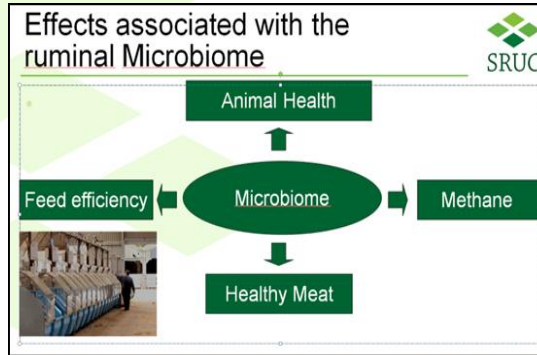 Effects associated with the
ruminal Microbiome
SRUC
Animal Health
Feed efficiency
Microbiome
Methane
Healthy Meat